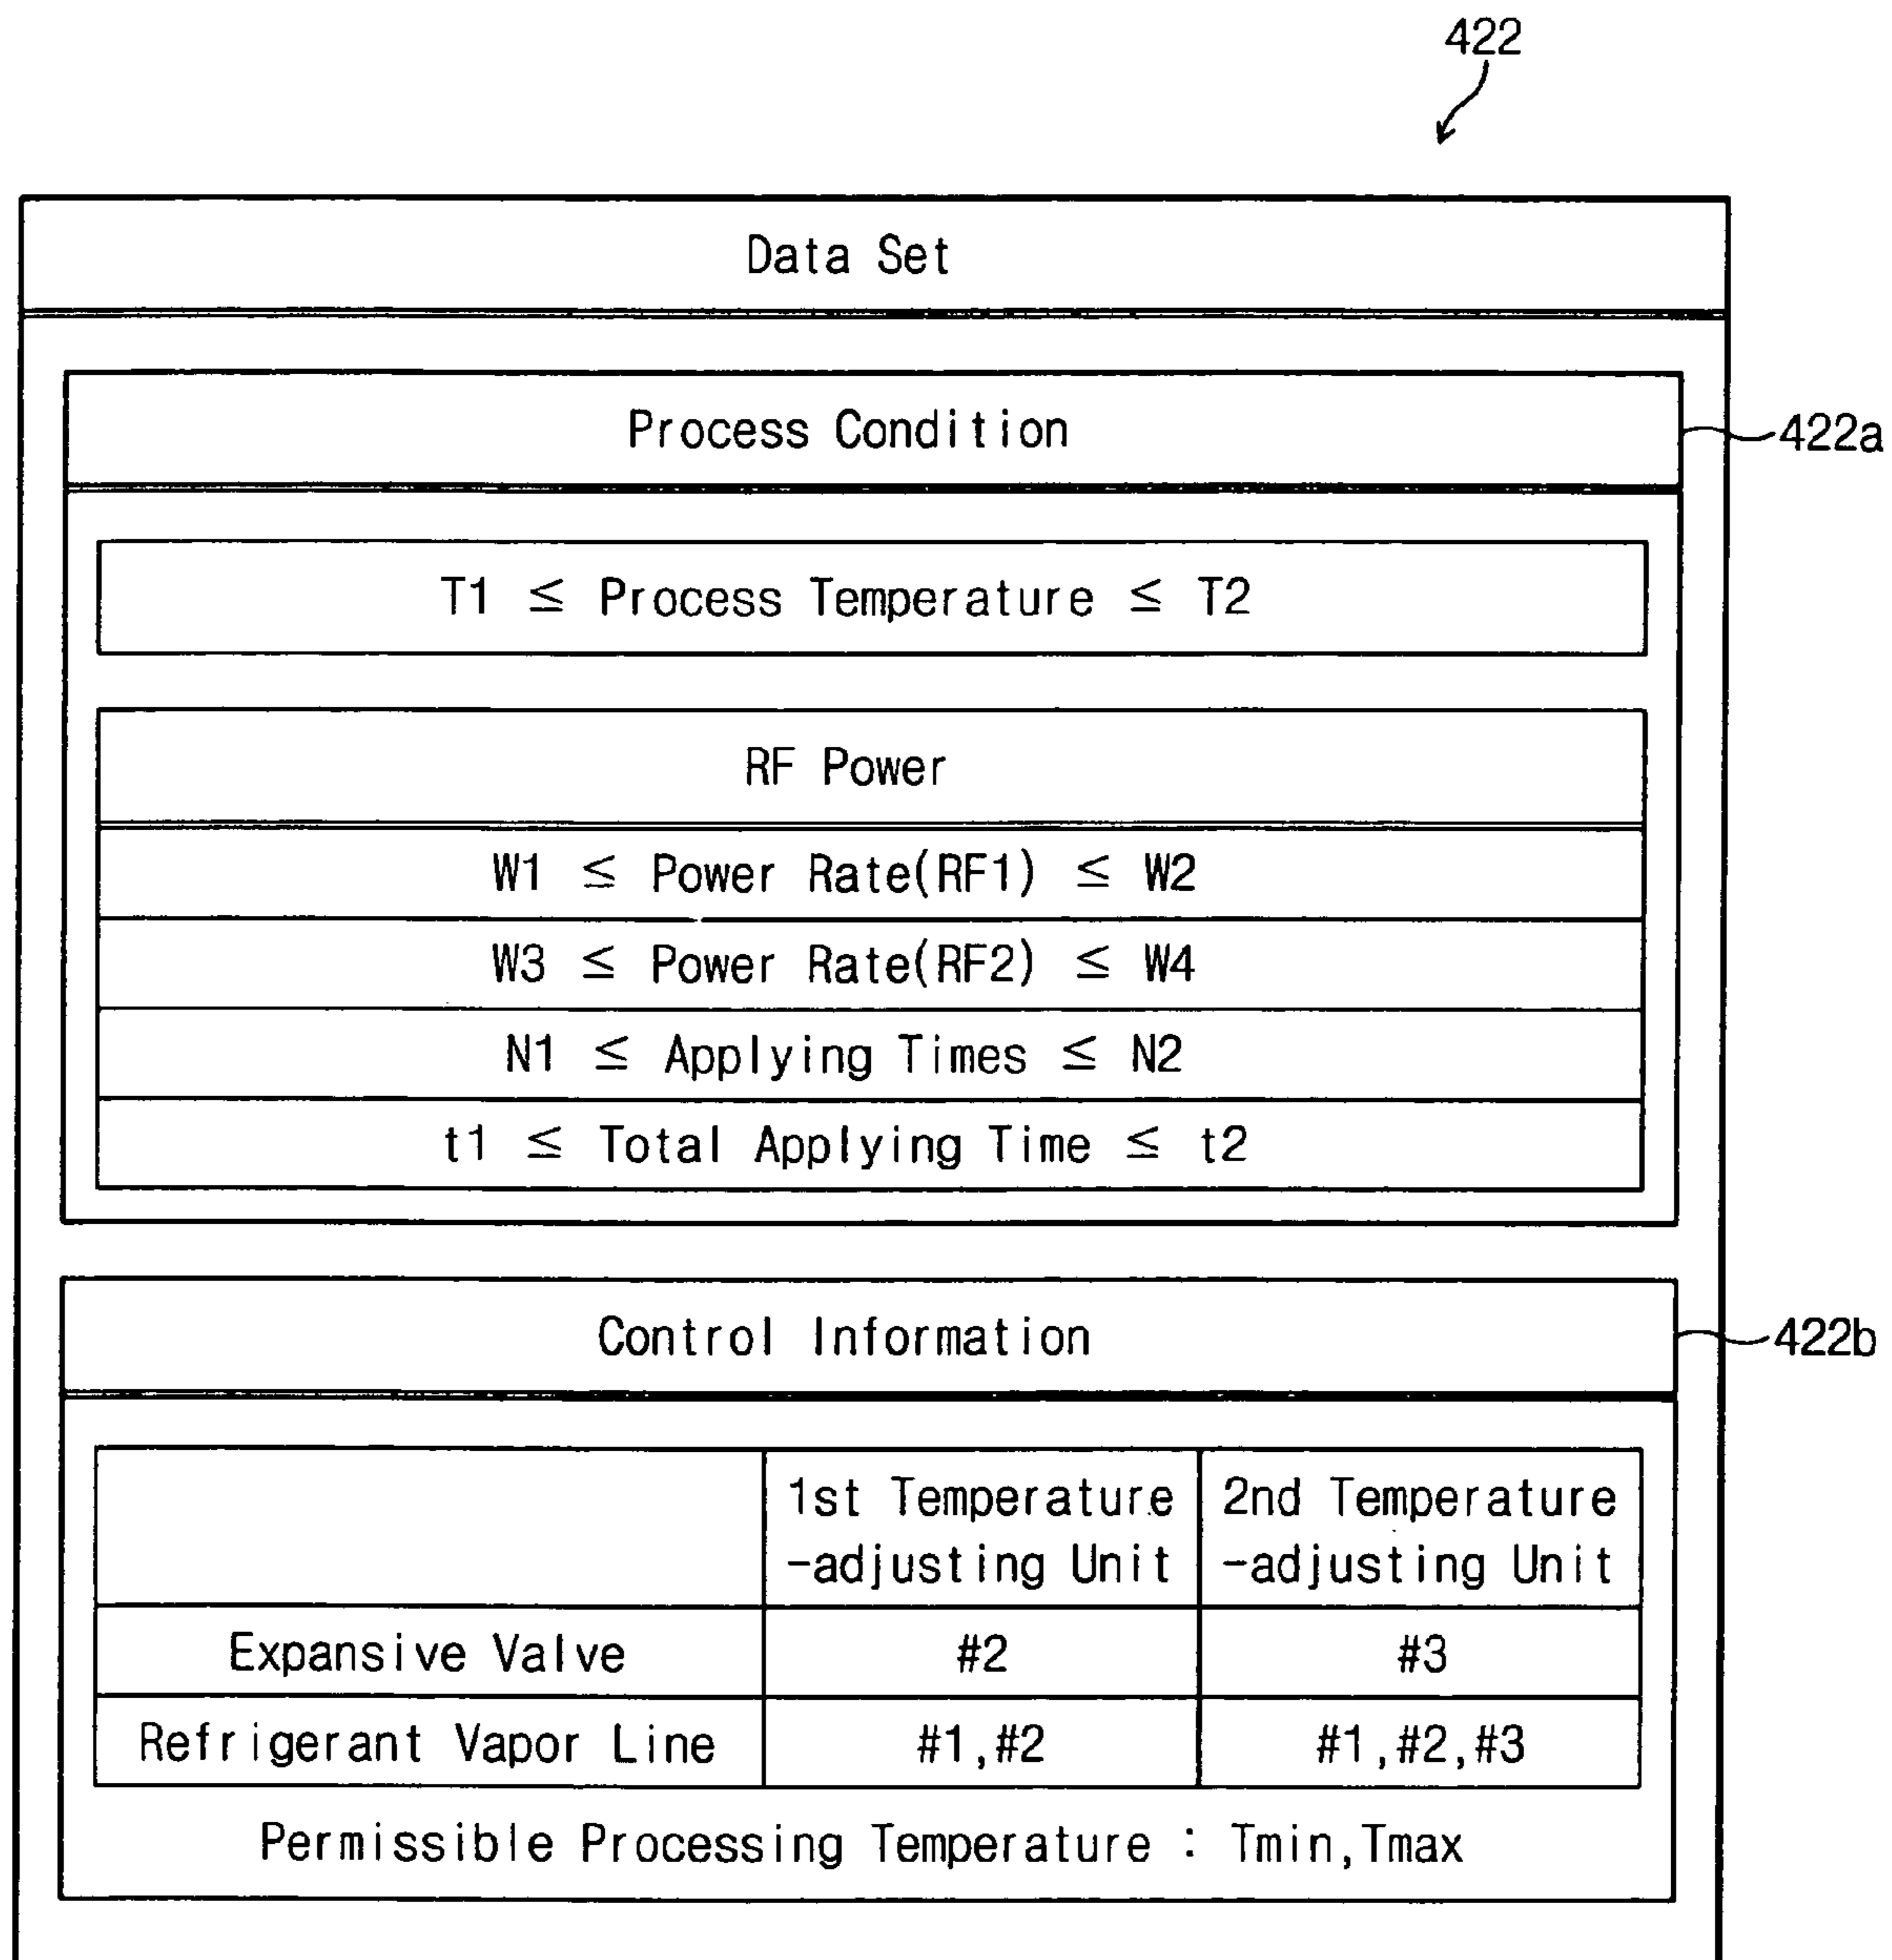 422
Data Set
Process Condition
422a
T1 ≤ Process Temperature ≤ T2
RF Power
W1 ≤ Power Rate(RF1) ≤ W2
W3 ≤ Power Rate(RF2) ≤ W4
N1 ≤ Applying Times ≤ N2
t1 ≤ Total Applying Time ≤ t2
Control Information
422b
1st Temperature
-adjusting Unit
2nd Temperature
-adjusting Unit
Expansive Valve #2 #3
Refrigerant Vapor Line #1,#2 #1,#2,#3
Permissible Processing Temperature : Tmin,Tmax